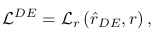 $\mathcal{L}^{DE} = \mathcal{L}_r \left( \hat{r}_{DE}, r \right),$